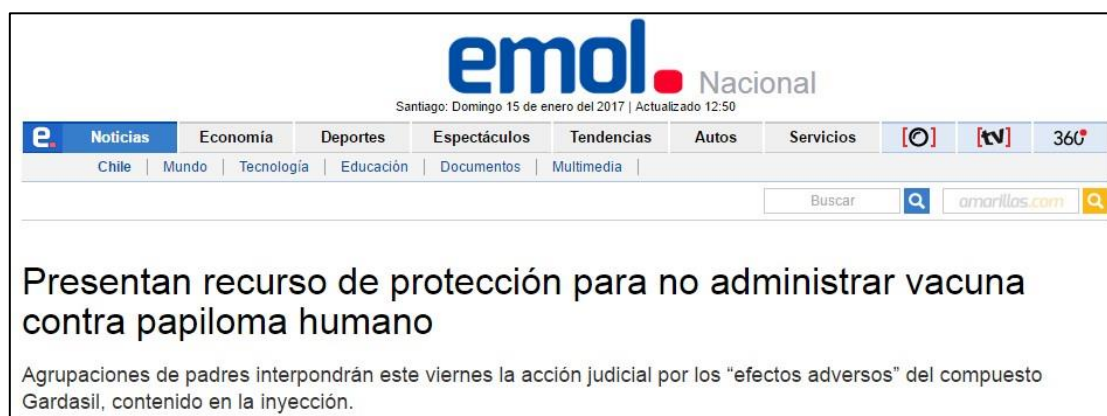 emol. Nacional
Santiago: Domingo 15 de enero del 2017 | Actualizado 12:50
e. Noticias Economía Deportes Espectáculos Tendencias Autos Servicios [O] [tv] 360°
Chile | Mundo | Tecnología | Educación | Documentos | Multimedia |
Buscar amarillas.com
Presentan recurso de protección para no administrar vacuna
contra papiloma humano
Agrupaciones de padres interpondrán este viernes la acción judicial por los “efectos adversos” del compuesto
Gardasil, contenido en la inyección.